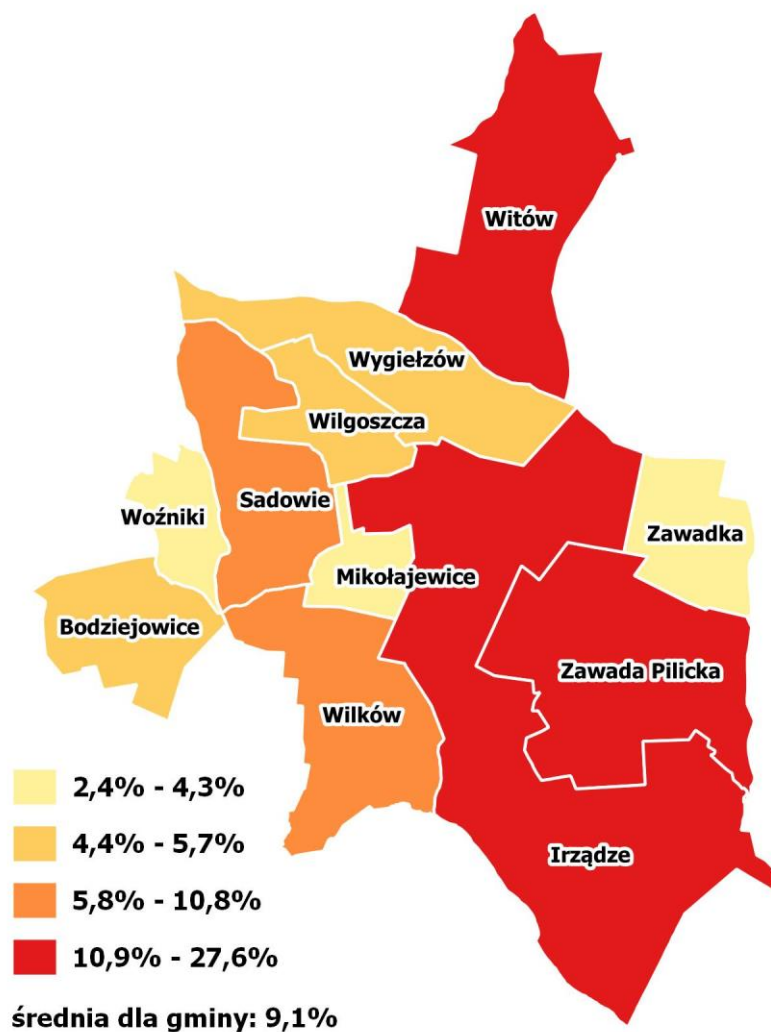 Witów
Wygiełzów
Wilgoszcza
Sadowie
Woźniki
Zawadka
Mikołajewice
Bodziejowice
Zawada Pilicka
Wilków
Irządze
2,4% - 4,3%
4,4% - 5,7%
5,8% - 10,8%
10,9% - 27,6%
średnia dla gminy: 9,1%